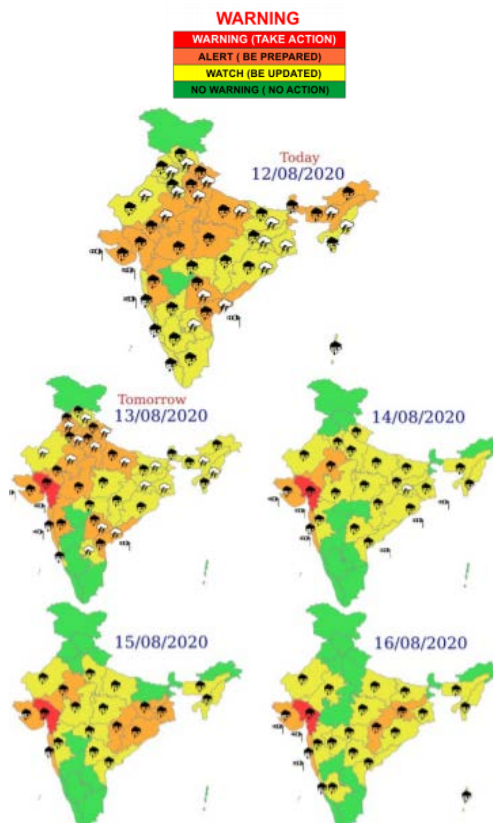 WARNING
WARNING (TAKE ACTION)
ALERT ( BE PREPARED)
WATCH (BE UPDATED)
NO WARNING ( NO ACTION)
Today
12/08/2020
Tomorrow
13/08/2020
14/08/2020
15/08/2020
16/08/2020